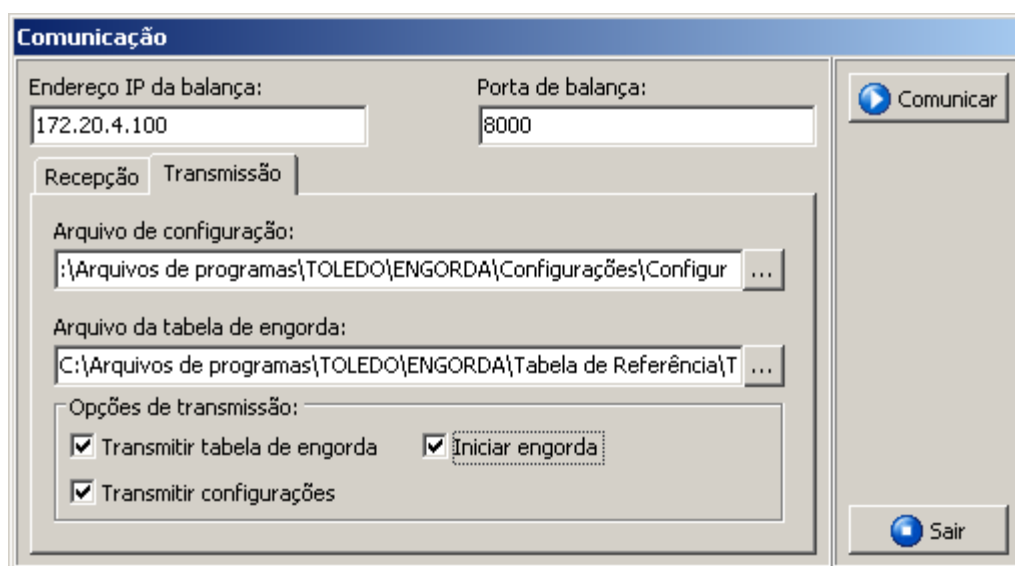 Comunicação
Endereço IP da balança:
Porta de balança:
172.20.4.100
8000
Comunicar
Recepção
Transmissão
Arquivo de configuração:
:\Arquivos de programas\TOLEDO\ENGORDA\Configurações\Configur
...
Arquivo da tabela de engorda:
C:\Arquivos de programas\TOLEDO\ENGORDA\Tabela de Referência\T
...
Opções de transmissão:
Transmitir tabela de engorda
Iniciar engorda
Transmitir configurações
Sair